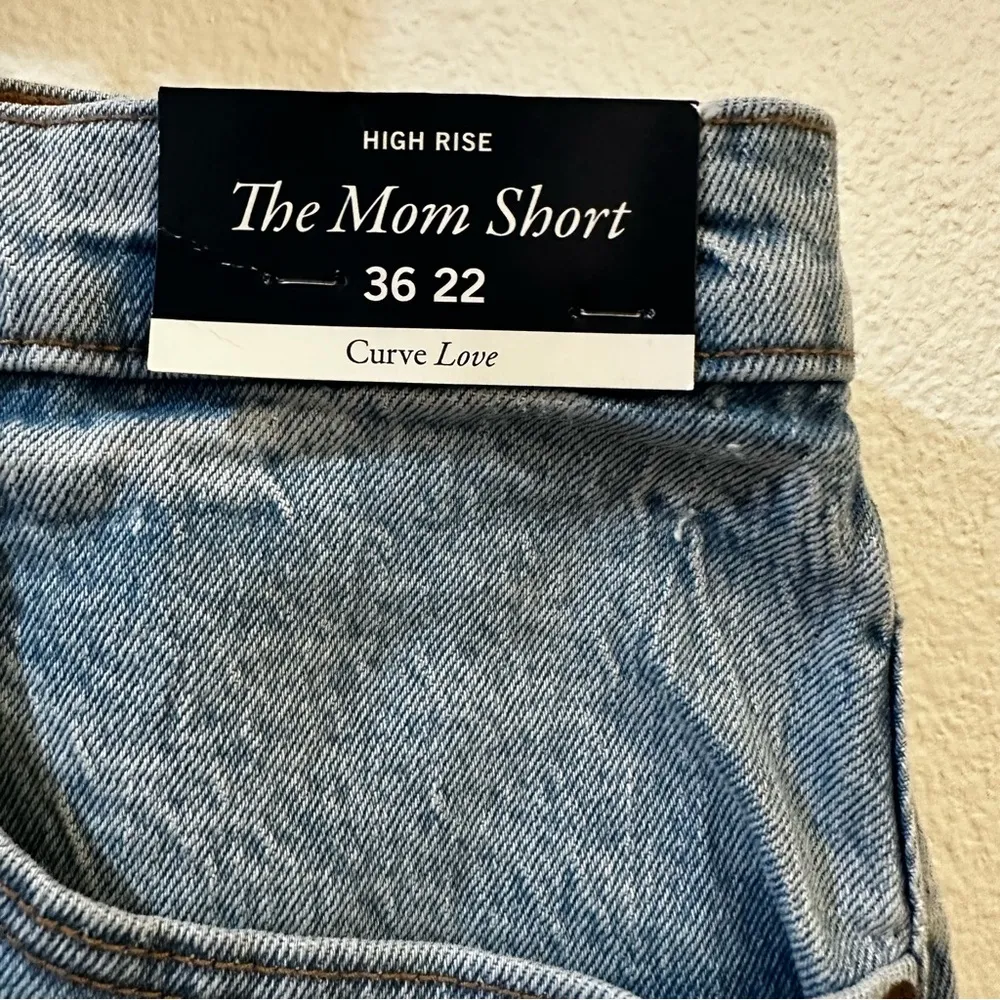 HIGH RISE
The Mom Short
36 22
Curve Love